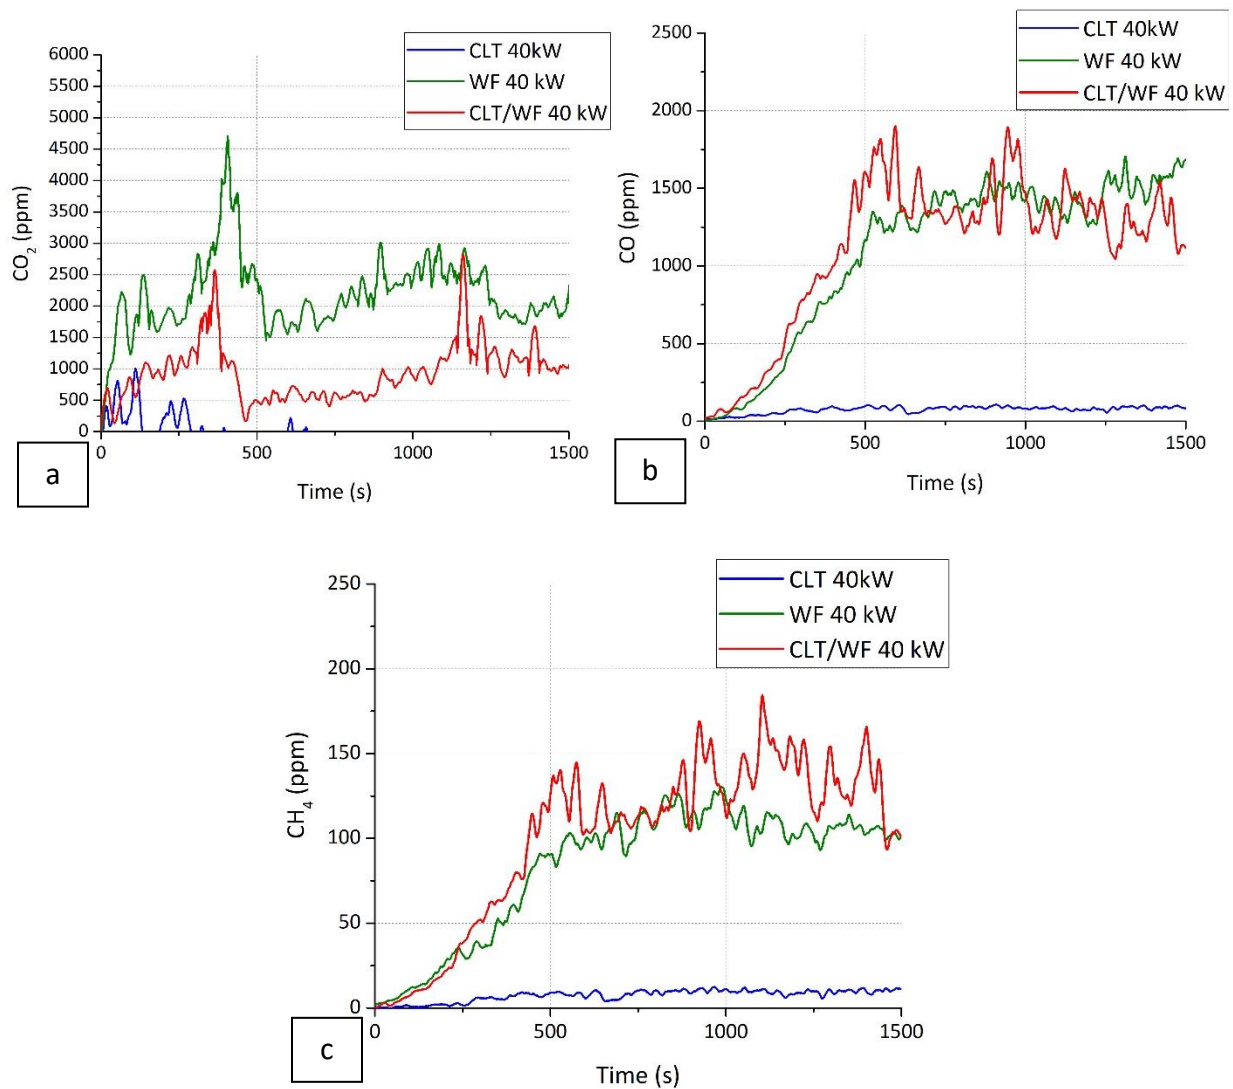 CLT 40kW
WF 40 kW
CLT/WF 40 kW
6000
5500
5000
4500
4000
3500
3000
2500
2000
1500
1000
500
0
CO2 (ppm)
0 500 1000 1500
Time (s)
a
CLT 40kW
WF 40 kW
CLT/WF 40 kW
2500
2000
1500
1000
500
0
CO (ppm)
0 500 1000 1500
Time (s)
b
CLT 40kW
WF 40 kW
CLT/WF 40 kW
250
200
150
100
50
0
CH4 (ppm)
0 500 1000 1500
Time (s)
c